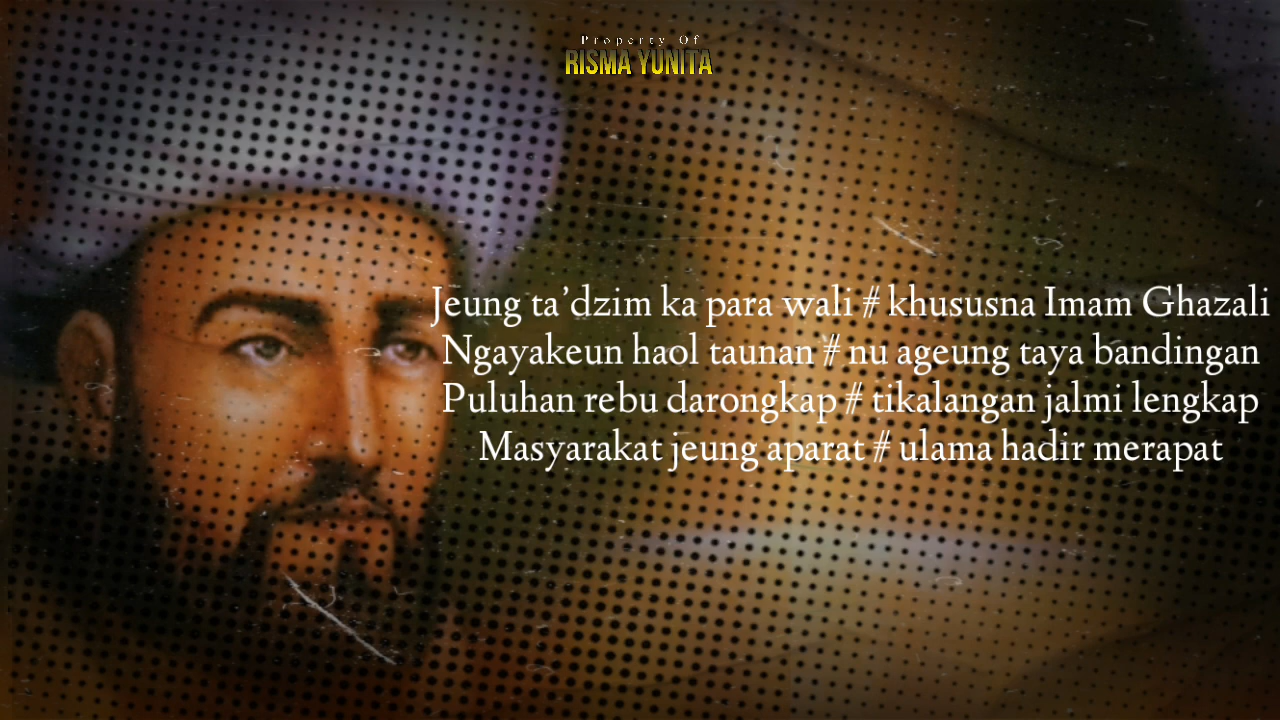 Property Of
RISMA YUNITA
Jeung ta’dzim ka para wali # khususna Imam Ghazali
Ngayakeun haol taunan # nu ageung taya bandingan
Puluhan rebu darongkap # tikalangan jalmi lengkap
Masyarakat jeung aparat # ulama hadir merapat